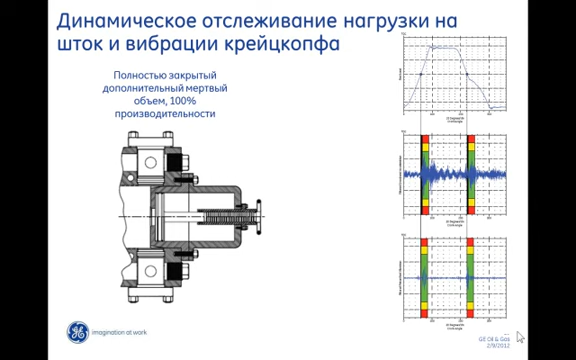 Динамическое отслеживание нагрузки на
шток и вибрации крейцкопфа
Полностью закрытый
дополнительный мертвый
объем, 100%
производительности
imagination at work
GE Oil & Gas
2/9/2012